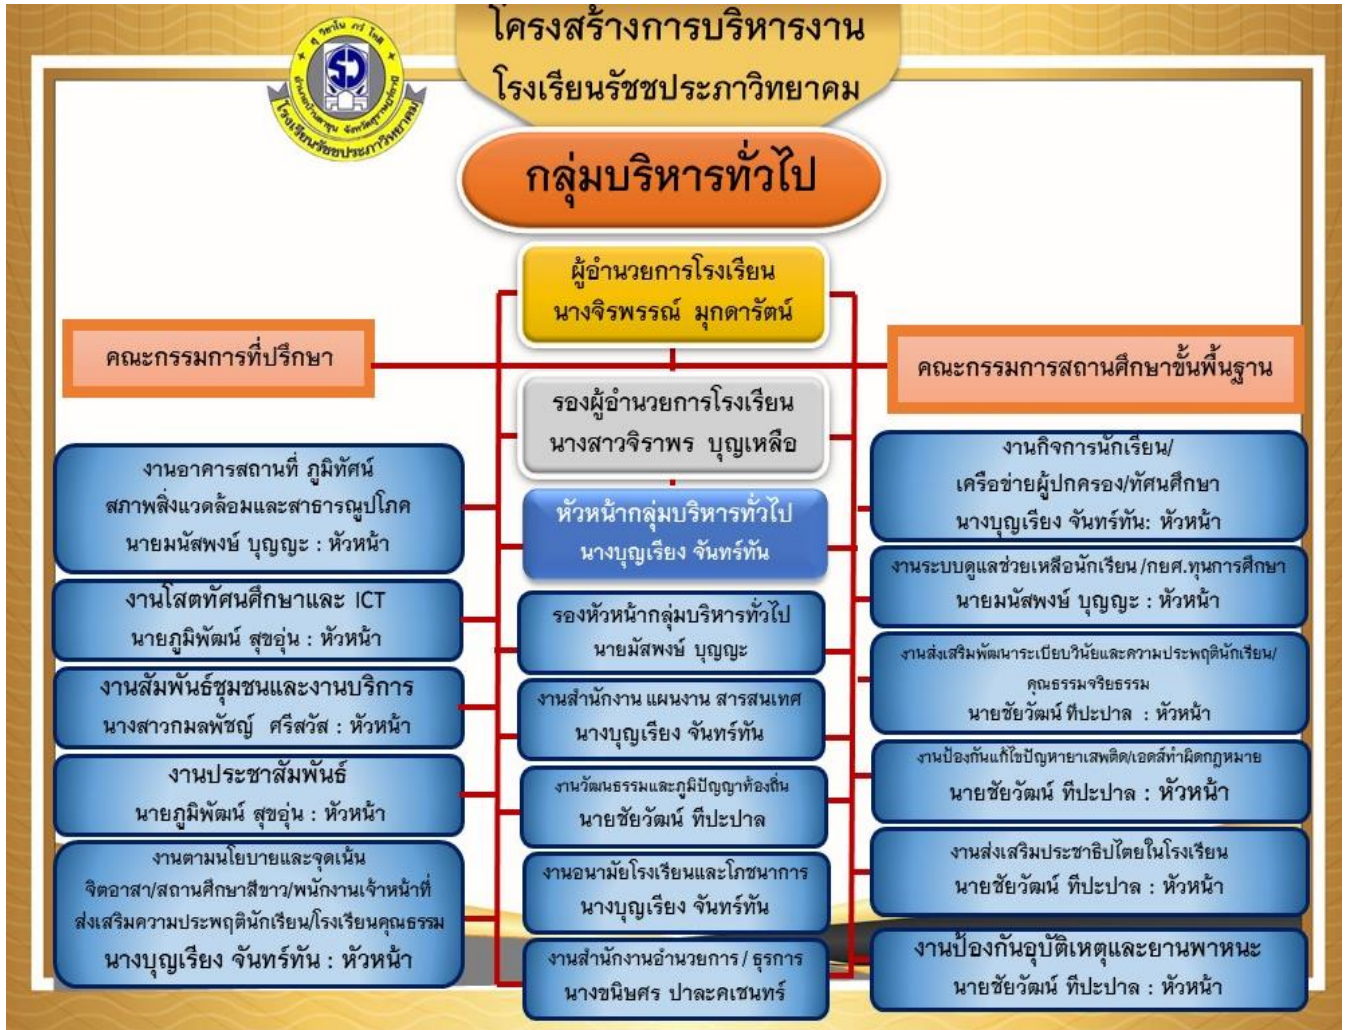 โครงสร้างการบริหารงาน
โรงเรียนรัชชประภาวิทยาคม
กลุ่มบริหารทั่วไป
โรงเรียนรัชชประภาวิทยาคม
ผู้อำนวยการโรงเรียน
นางจิรพรรณ์ มุกดารัตน์
คณะกรรมการที่ปรึกษา
คณะกรรมการสถานศึกษาขั้นพื้นฐาน
รองผู้อำนวยการโรงเรียน
นางสาวจิราพร บุญเหลือ
หัวหน้ากลุ่มบริหารทั่วไป
นางบุญเรียง จันทร์ทัน
งานอาคารสถานที่ ภูมิทัศน์
สภาพสิ่งแวดล้อมและสาธารณูปโภค
นายมนัสพงษ์ บุญญะ : หัวหน้า
งานโสตทัศนศึกษาและ ICT
นายภูมิพัฒน์ สุขอุ่น : หัวหน้า
งานสัมพันธ์ชุมชนและงานบริการ
นางสาวกมลพัชญ์ ศรีสวัส : หัวหน้า
งานประชาสัมพันธ์
นายภูมิพัฒน์ สุขอุ่น : หัวหน้า
งานตามนโยบายและจุดเน้น
จิตอาสา/สถานศึกษาสีขาว/พนักงานเจ้าหน้าที่
ส่งเสริมความประพฤตินักเรียน/โรงเรียนคุณธรรม
นางบุญเรียง จันทร์ทัน : หัวหน้า
รองหัวหน้ากลุ่มบริหารทั่วไป
นายมัสพงษ์ บุญญะ
งานสำนักงาน แผนงาน สารสนเทศ
นางบุญเรียง จันทร์ทัน
งานวัฒนธรรมและภูมิปัญญาท้องถิ่น
นายชัยวัฒน์ ทีปะปาล
งานอนามัยโรงเรียนและโภชนาการ
นางบุญเรียง จันทร์ทัน
งานสำนักงานอำนวยการ / ธุรการ
นางขนิษศร ปาละคเชนทร์
งานกิจการนักเรียน/
เครือข่ายผู้ปกครอง/ทัศนศึกษา
นางบุญเรียง จันทร์ทัน: หัวหน้า
งานระบบดูแลช่วยเหลือนักเรียน /กยศ.ทุนการศึกษา
นายมนัสพงษ์ บุญญะ : หัวหน้า
งานส่งเสริมพัฒนาระเบียบวินัยและความประพฤตินักเรียน/
คุณธรรมจริยธรรม
นายชัยวัฒน์ ทีปะปาล : หัวหน้า
งานป้องกันแก้ไขปัญหายาเสพติด/เอดส์ทำผิดกฎหมาย
นายชัยวัฒน์ ทีปะปาล : หัวหน้า
งานส่งเสริมประชาธิปไตยในโรงเรียน
นายชัยวัฒน์ ทีปะปาล : หัวหน้า
งานป้องกันอุบัติเหตุและยานพาหนะ
นายชัยวัฒน์ ทีปะปาล : หัวหน้า